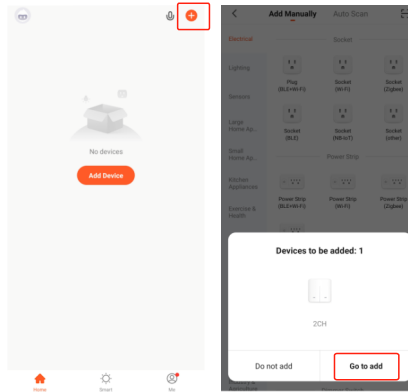 No devices
Add Device
Home
Smart
Me
Add Manually
Auto Scan
Electrical
Lighting
Sensors
Large
Home Ap..
Small
Home Ap..
Kitchen
Appliances
Exercise &
Health
Socket
Plug
(BLE+Wi-Fi)
Socket
(Wi-Fi)
Socket
(Zigbee)
Socket
(BLE)
Socket
(NB-IoT)
Socket
(other)
Power Strip
Power Strip
(BLE+Wi-Fi)
Power Strip
(Wi-Fi)
Power Strip
(Zigbee)
Devices to be added: 1
2CH
Do not add
Go to add